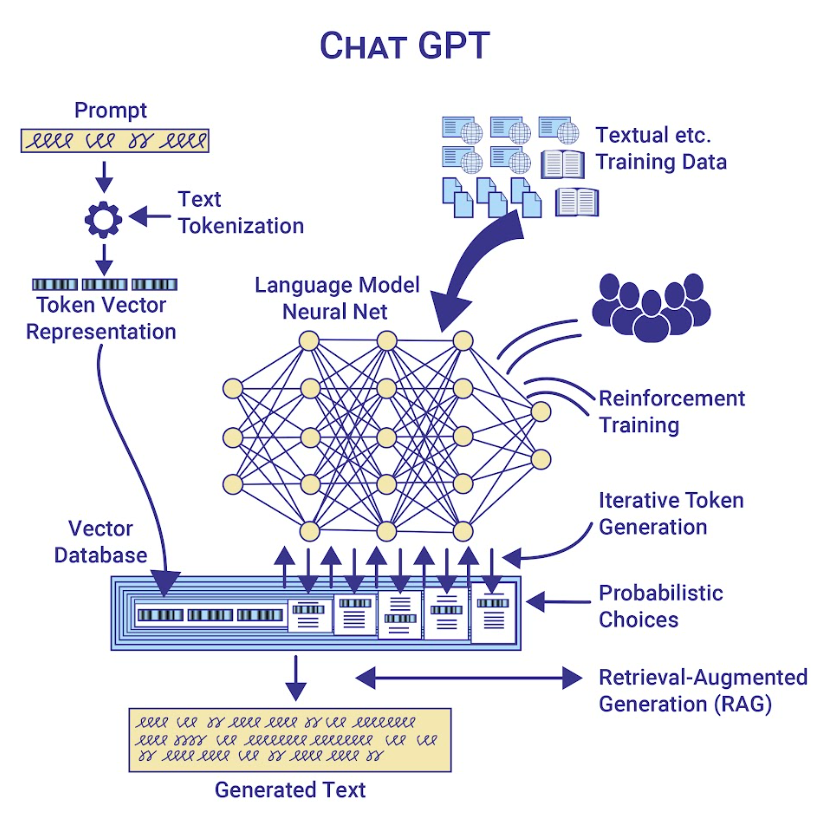 CHAT GPT
Prompt
Text
Tokenization
Token Vector
Representation
Textual etc.
Training Data
Language Model
Neural Net
Reinforcement
Training
Iterative Token
Generation
Vector
Database
Probabilistic
Choices
Retrieval-Augmented
Generation (RAG)
Generated Text